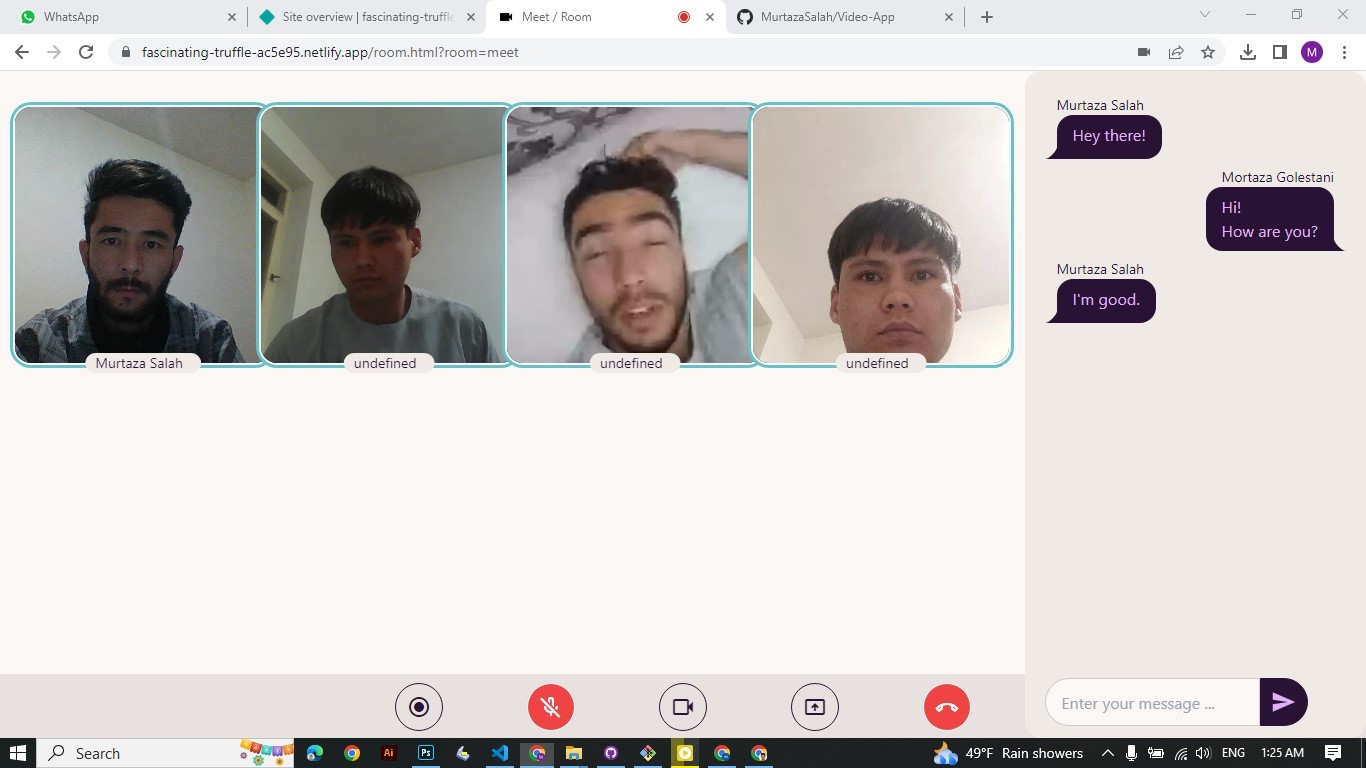 WhatsApp
Site overview | fascinating-truffle
Meet / Room
MurtazaSalah/Video-App
fascinating-truffle-ac5e95.netlify.app/room.html?room=meet
M
Murtaza Salah
undefined
undefined
undefined
Murtaza Salah
Hey there!
Mortaza Golestani
Hi!
How are you?
Murtaza Salah
I'm good.
Enter your message ...
Search
Ai
Ps
49°F Rain showers
ENG
1:25 AM